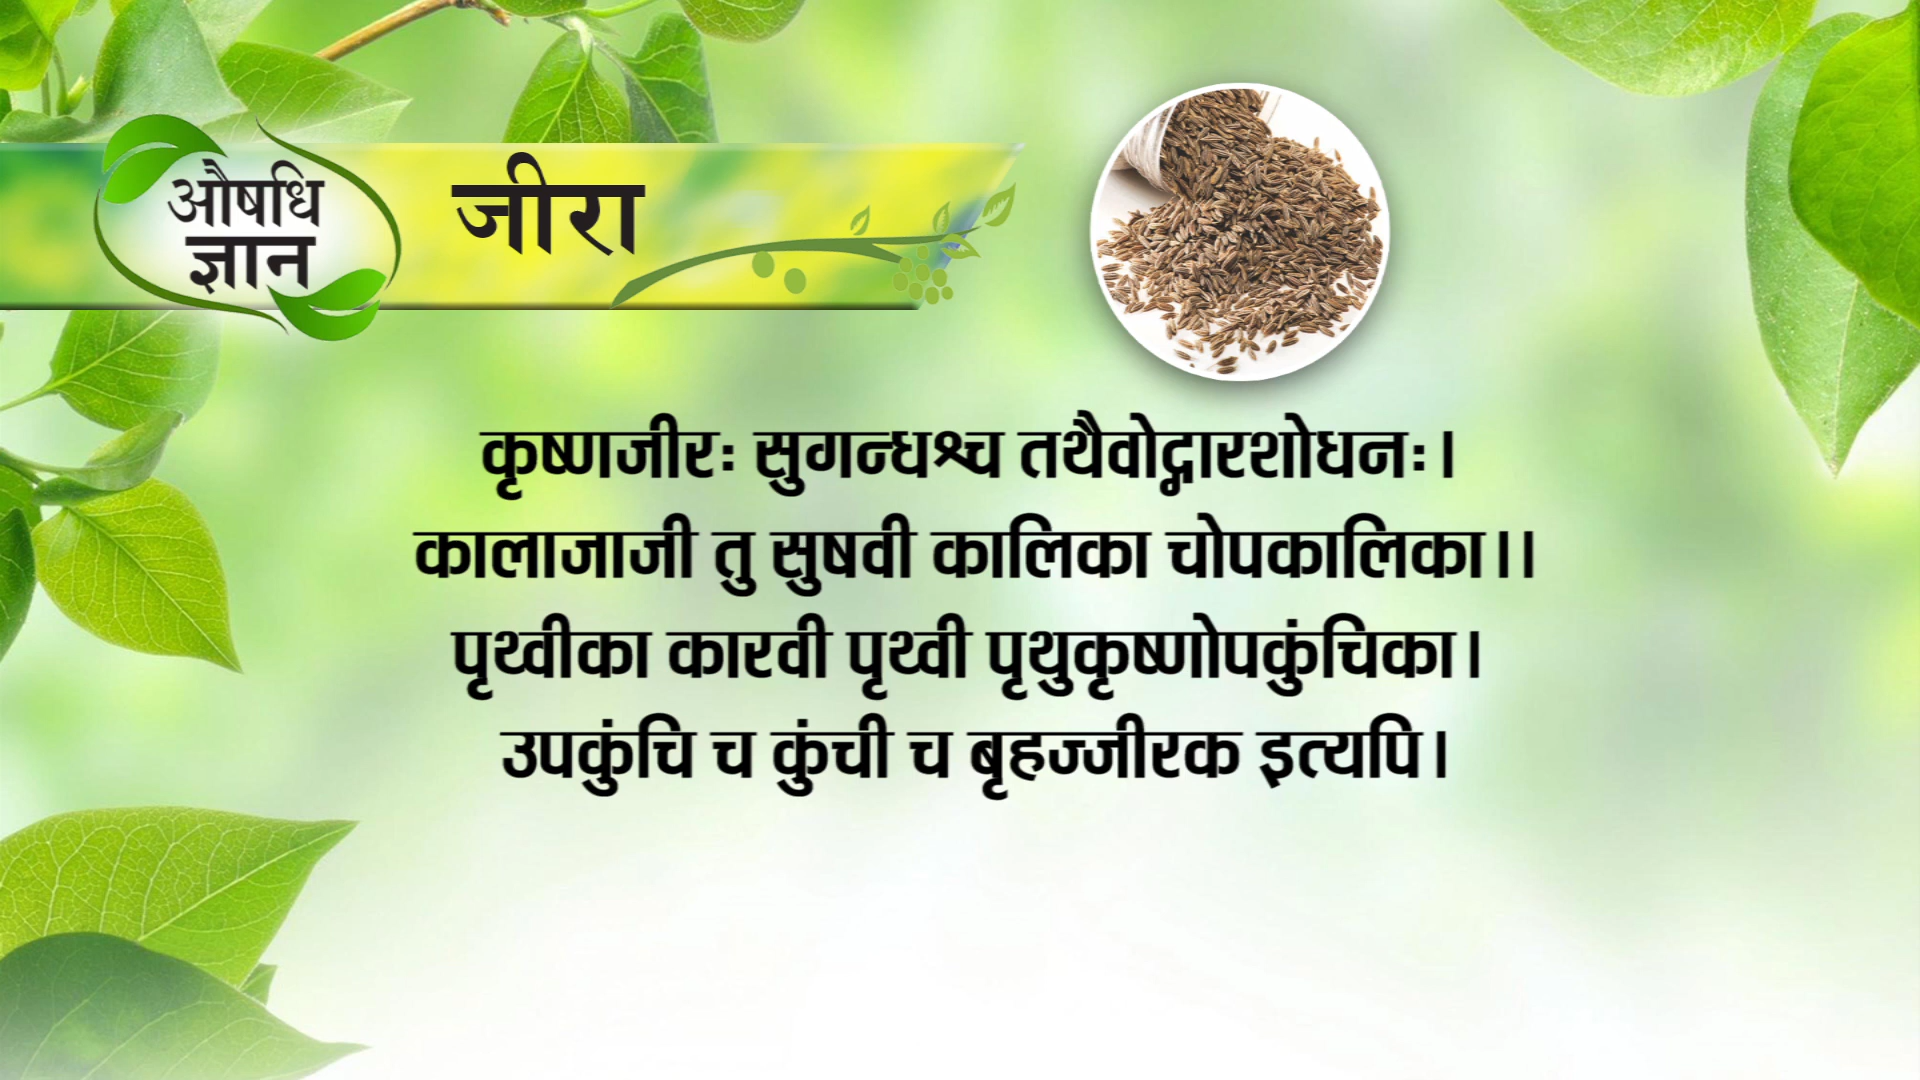 औषधि
ज्ञान
जीरा
कृष्णजीरः सुगन्धश्च तथैवोद्गारशोधनः।
कालाजाजी तु सुषवी कालिका चोपकालिका।।
पृथ्वीका कारवी पृथ्वी पृथुकृष्णोपकुंचिका।
उपकुंचि च कुंची च बृहज्जीरक इत्यपि।